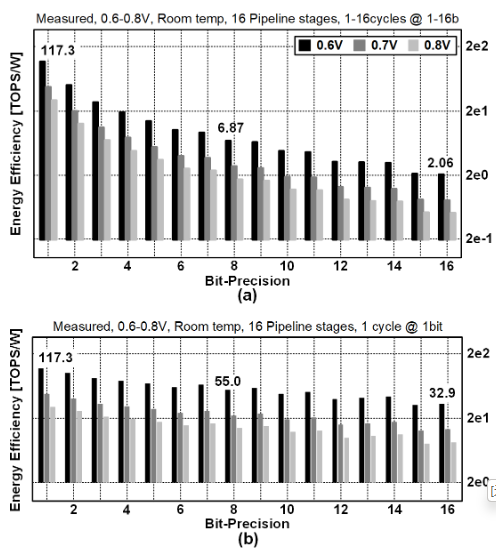 Measured, 0.6-0.8V, Room temp, 16 Pipeline stages, 1-16cycles @ 1-16b
Energy Efficiency [TOPS/W]
117.3
6.87
2.06
0.6V 0.7V 0.8V
2e2
2e1
2e0
2e-1
2 4 6 8 10 12 14 16
Bit-Precision
(a)
Measured, 0.6-0.8V, Room temp, 16 Pipeline stages, 1 cycle @ 1bit
Energy Efficiency [TOPS/W]
117.3
55.0
32.9
2e2
2e1
2e0
2 4 6 8 10 12 14 16
Bit-Precision
(b)